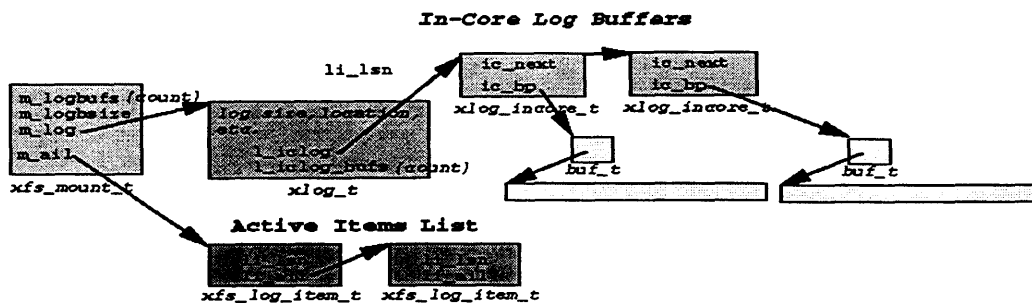 In-Core Log Buffers
li_lsn
ic_next
ic_bp
xlog_incore_t
ic_next
ic_bp
xlog_incore_t
m_logbufs (count)
m_logbsize
m_log
m_ail
xfs_mount_t
log size, location,
etc.
l_iclog
l_iclog_bufs (count)
xlog_t
buf_t
buf_t
Active Items List
xfs_log_item_t
li_lsn
xfs_log_item_t